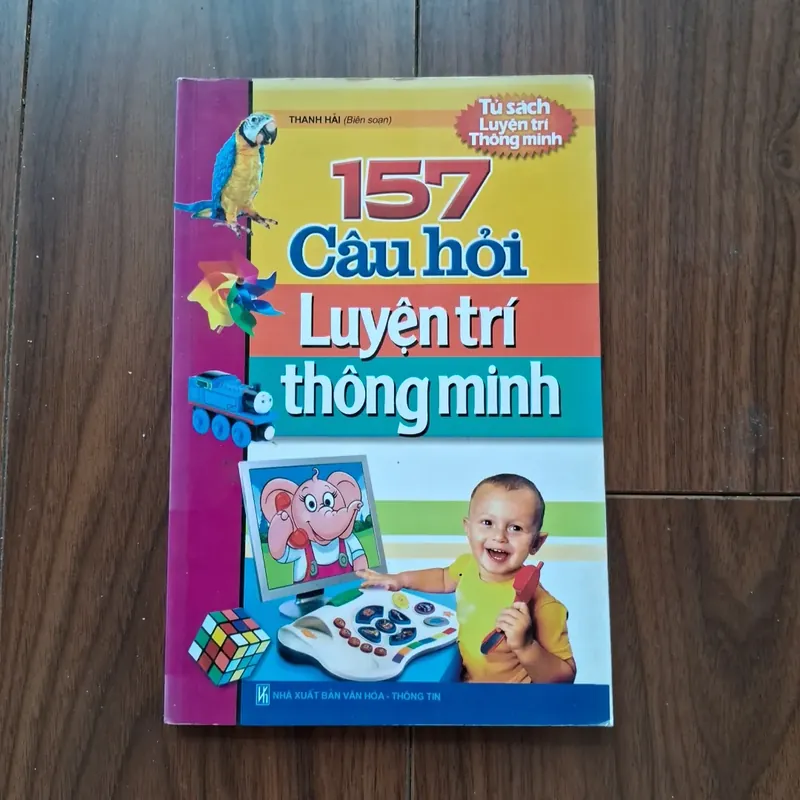 THANH HẢI (Biên soạn)
Tủ sách
Luyện trí
Thông minh
157
Câu hỏi
Luyện trí
thông minh
NHÀ XUẤT BẢN VĂN HÓA - THÔNG TIN